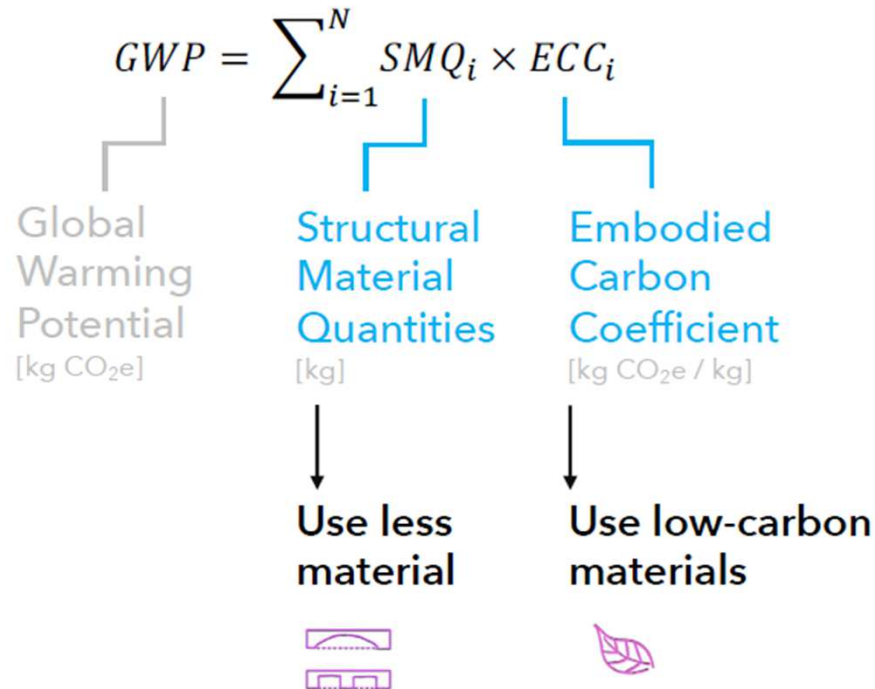 GWP = ∑_{i=1}^{N} SMQ_i × ECC_i
Global Warming Potential
[kg CO₂e]
Structural Material Quantities
[kg]
Embodied Carbon Coefficient
[kg CO₂e / kg]
Use less material
Use low-carbon materials